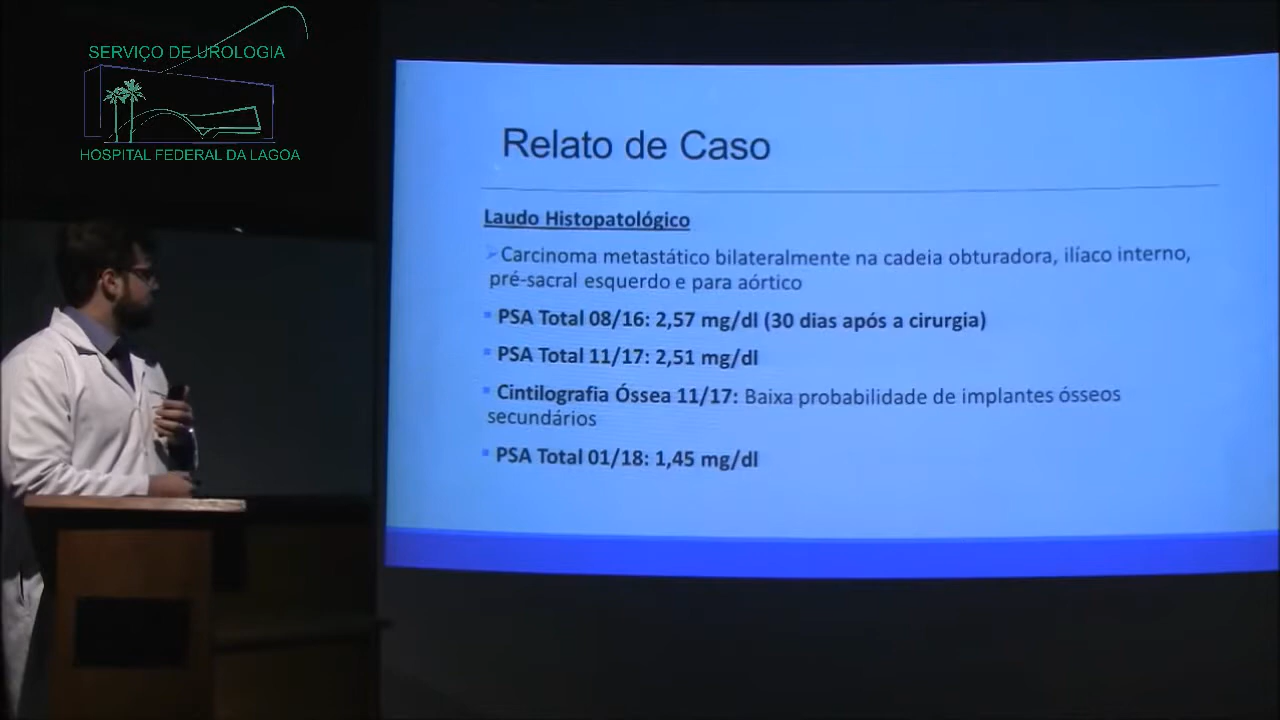 SERVIÇO DE UROLOGIA
HOSPITAL FEDERAL DA LAGOA
Relato de Caso
Laudo Histopatológico
Carcinoma metastático bilateralmente na cadeia obturadora, ilíaco interno,
pré-sacral esquerdo e para aórtico
PSA Total 08/16: 2,57 mg/dl (30 dias após a cirurgia)
PSA Total 11/17: 2,51 mg/dl
Cintilografia Óssea 11/17: Baixa probabilidade de implantes ósseos
secundários
PSA Total 01/18: 1,45 mg/dl